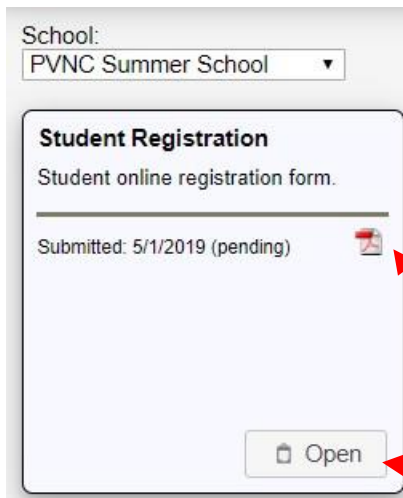 School:
PVNC Summer School
Student Registration
Student online registration form.
Submitted: 5/1/2019 (pending)
Open